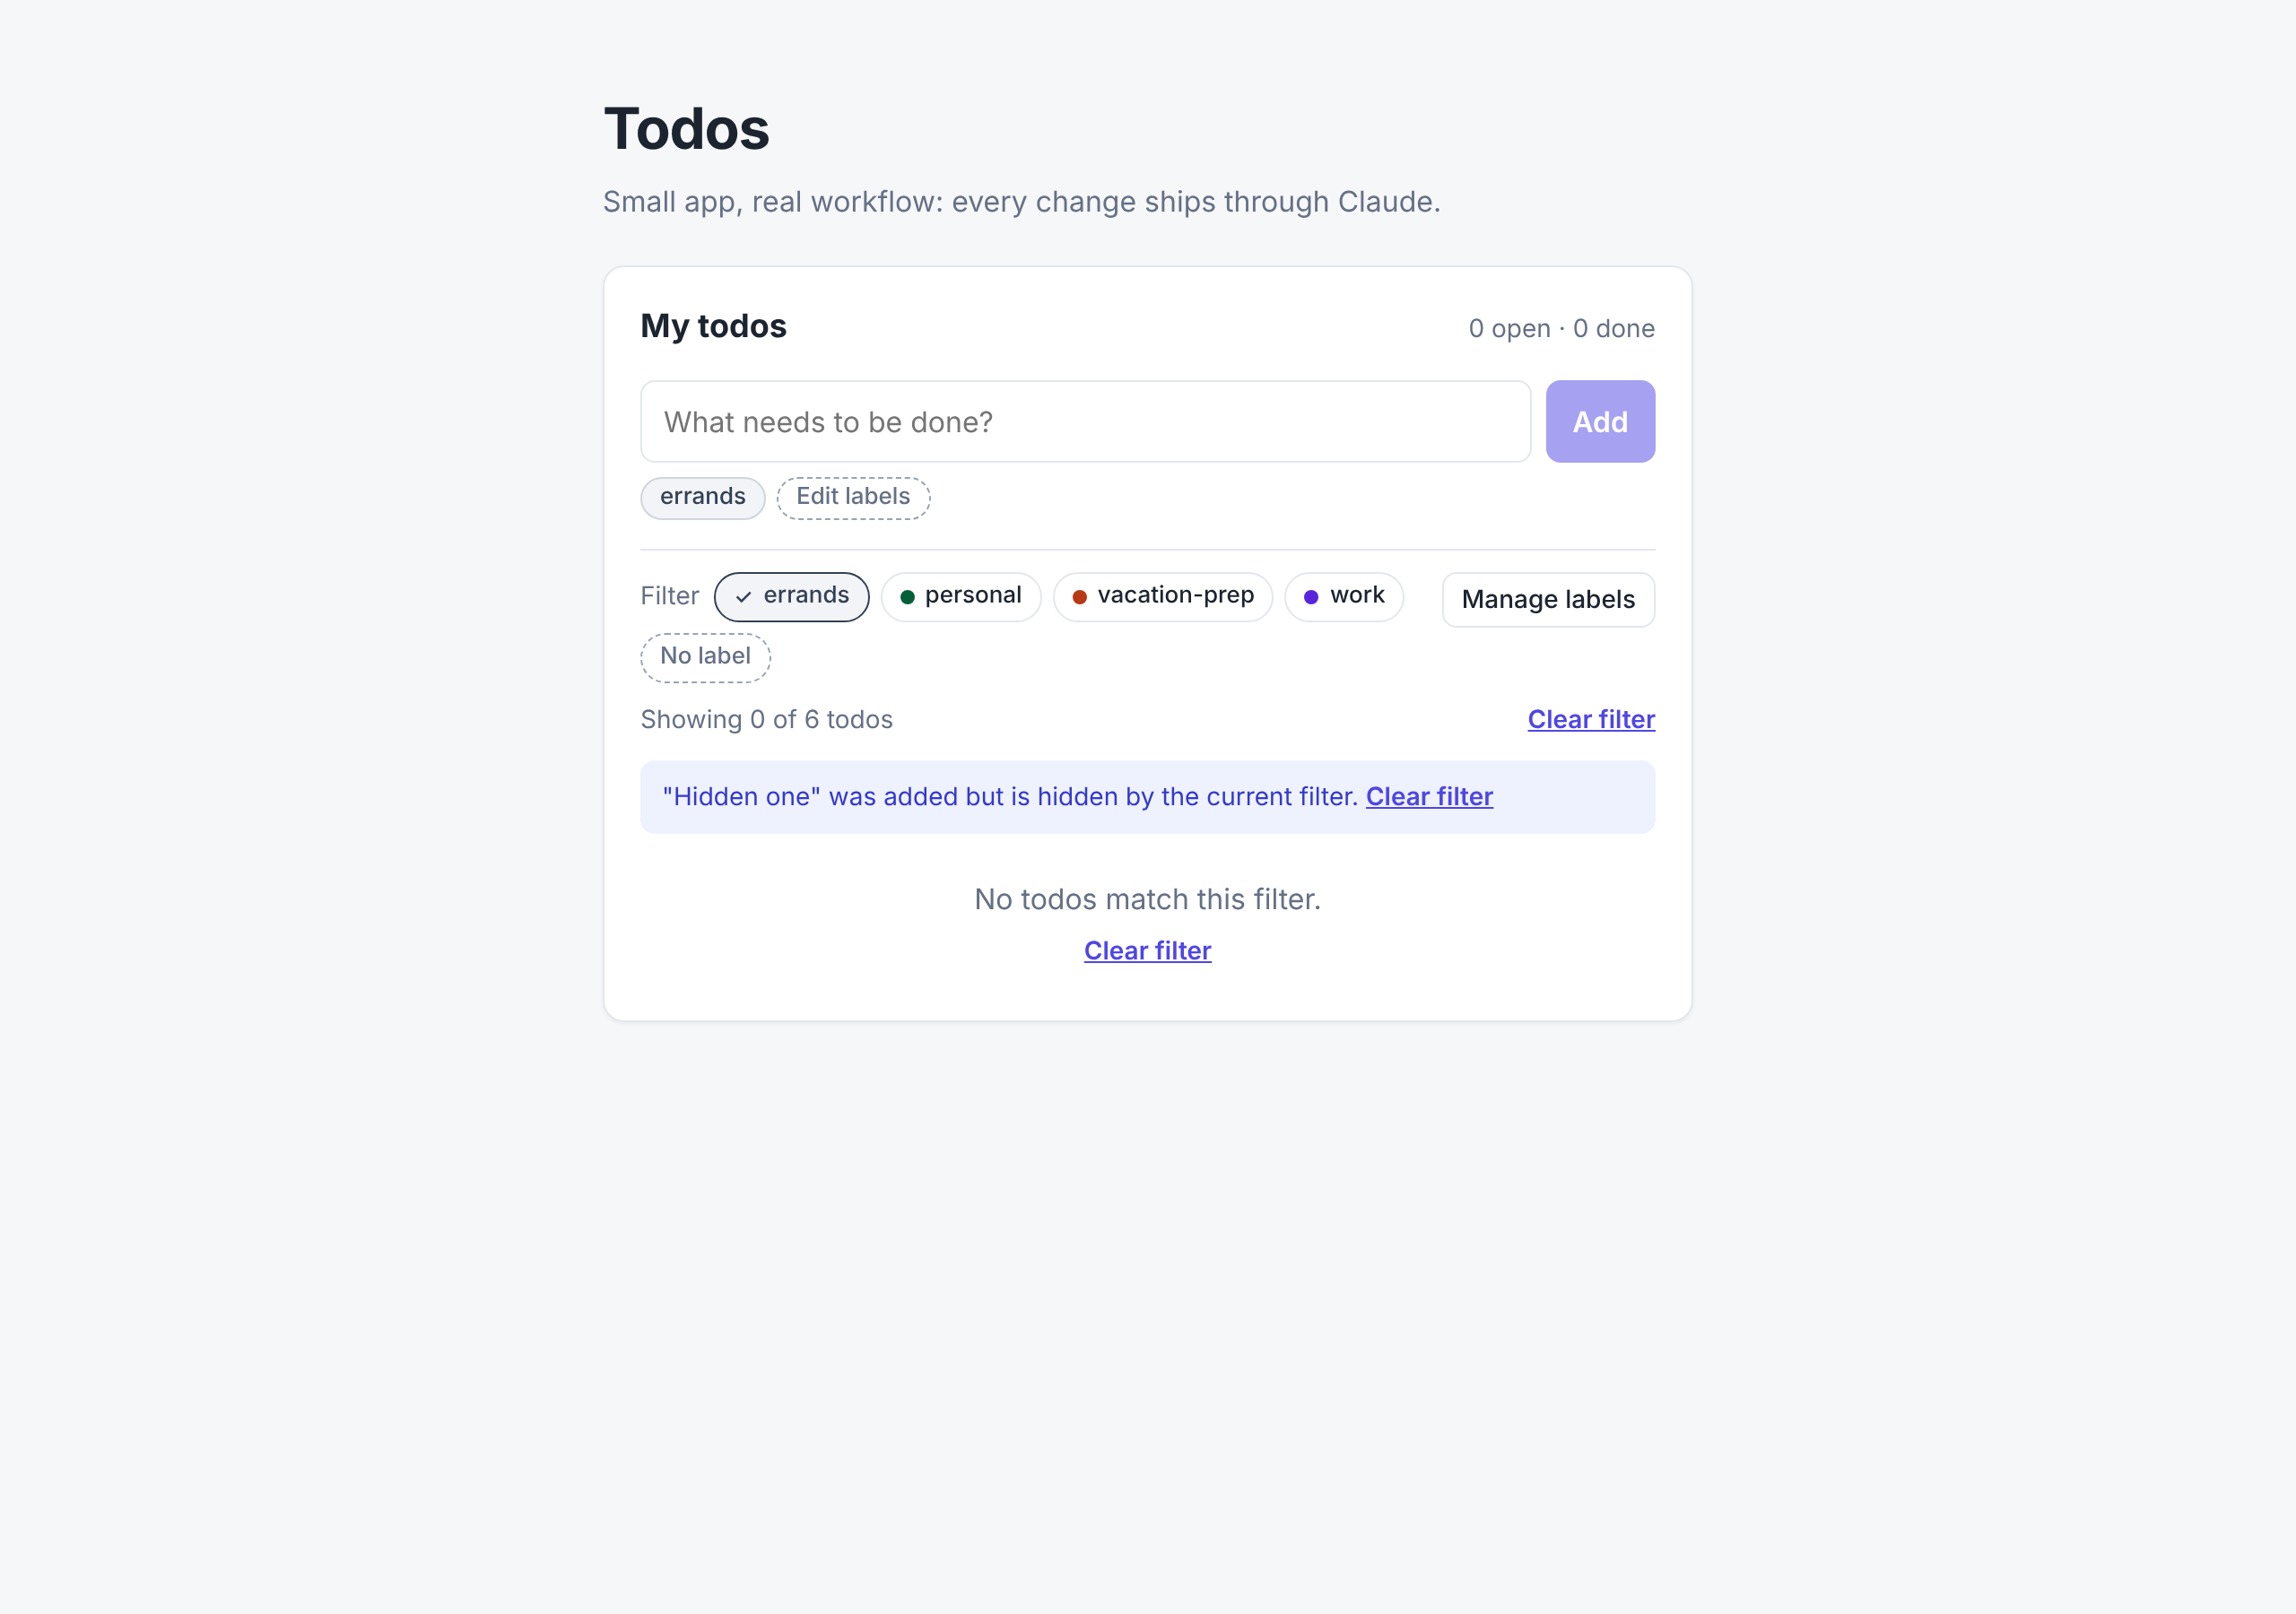 Todos
Small app, real workflow: every change ships through Claude.
My todos
0 open · 0 done
What needs to be done?
Add
errands
Edit labels
Filter
errands
personal
vacation-prep
work
Manage labels
No label
Showing 0 of 6 todos
Clear filter
"Hidden one" was added but is hidden by the current filter. Clear filter
No todos match this filter.
Clear filter